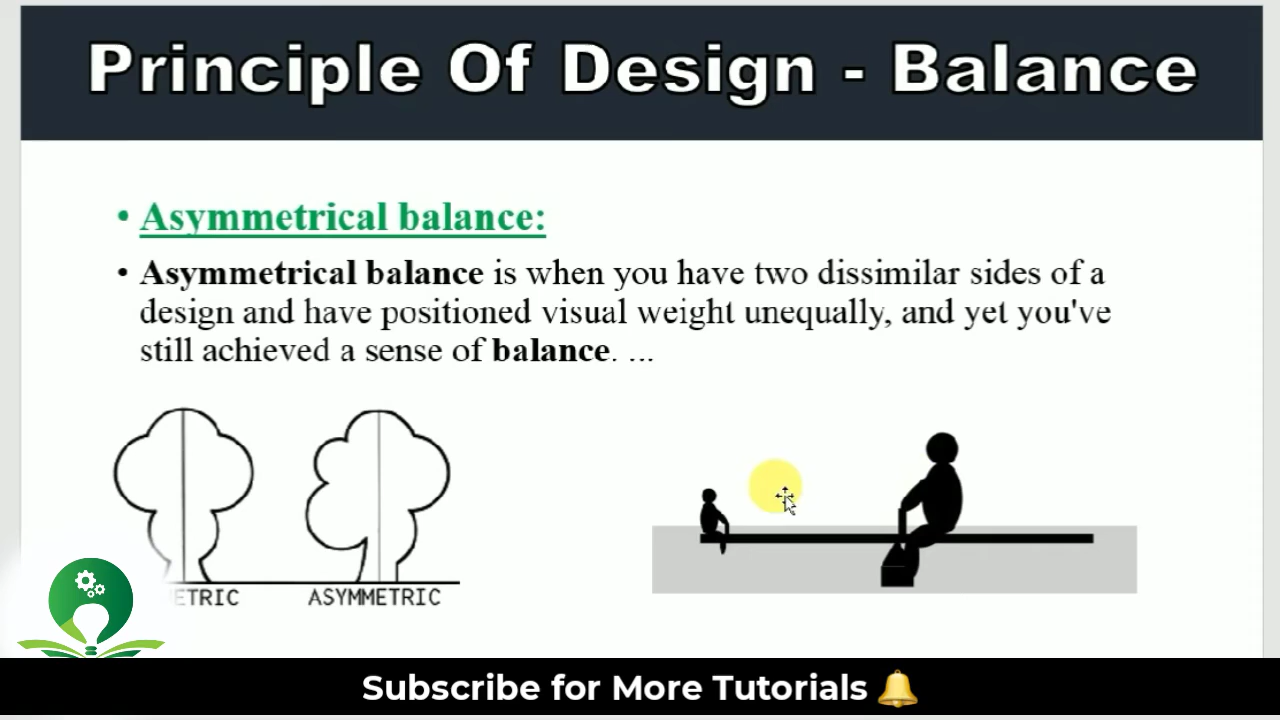 Principle Of Design - Balance
• Asymmetrical balance:
• Asymmetrical balance is when you have two dissimilar sides of a
design and have positioned visual weight unequally, and yet you've
still achieved a sense of balance. ...
ETRIC ASYMMETRIC
Subscribe for More Tutorials 🔔